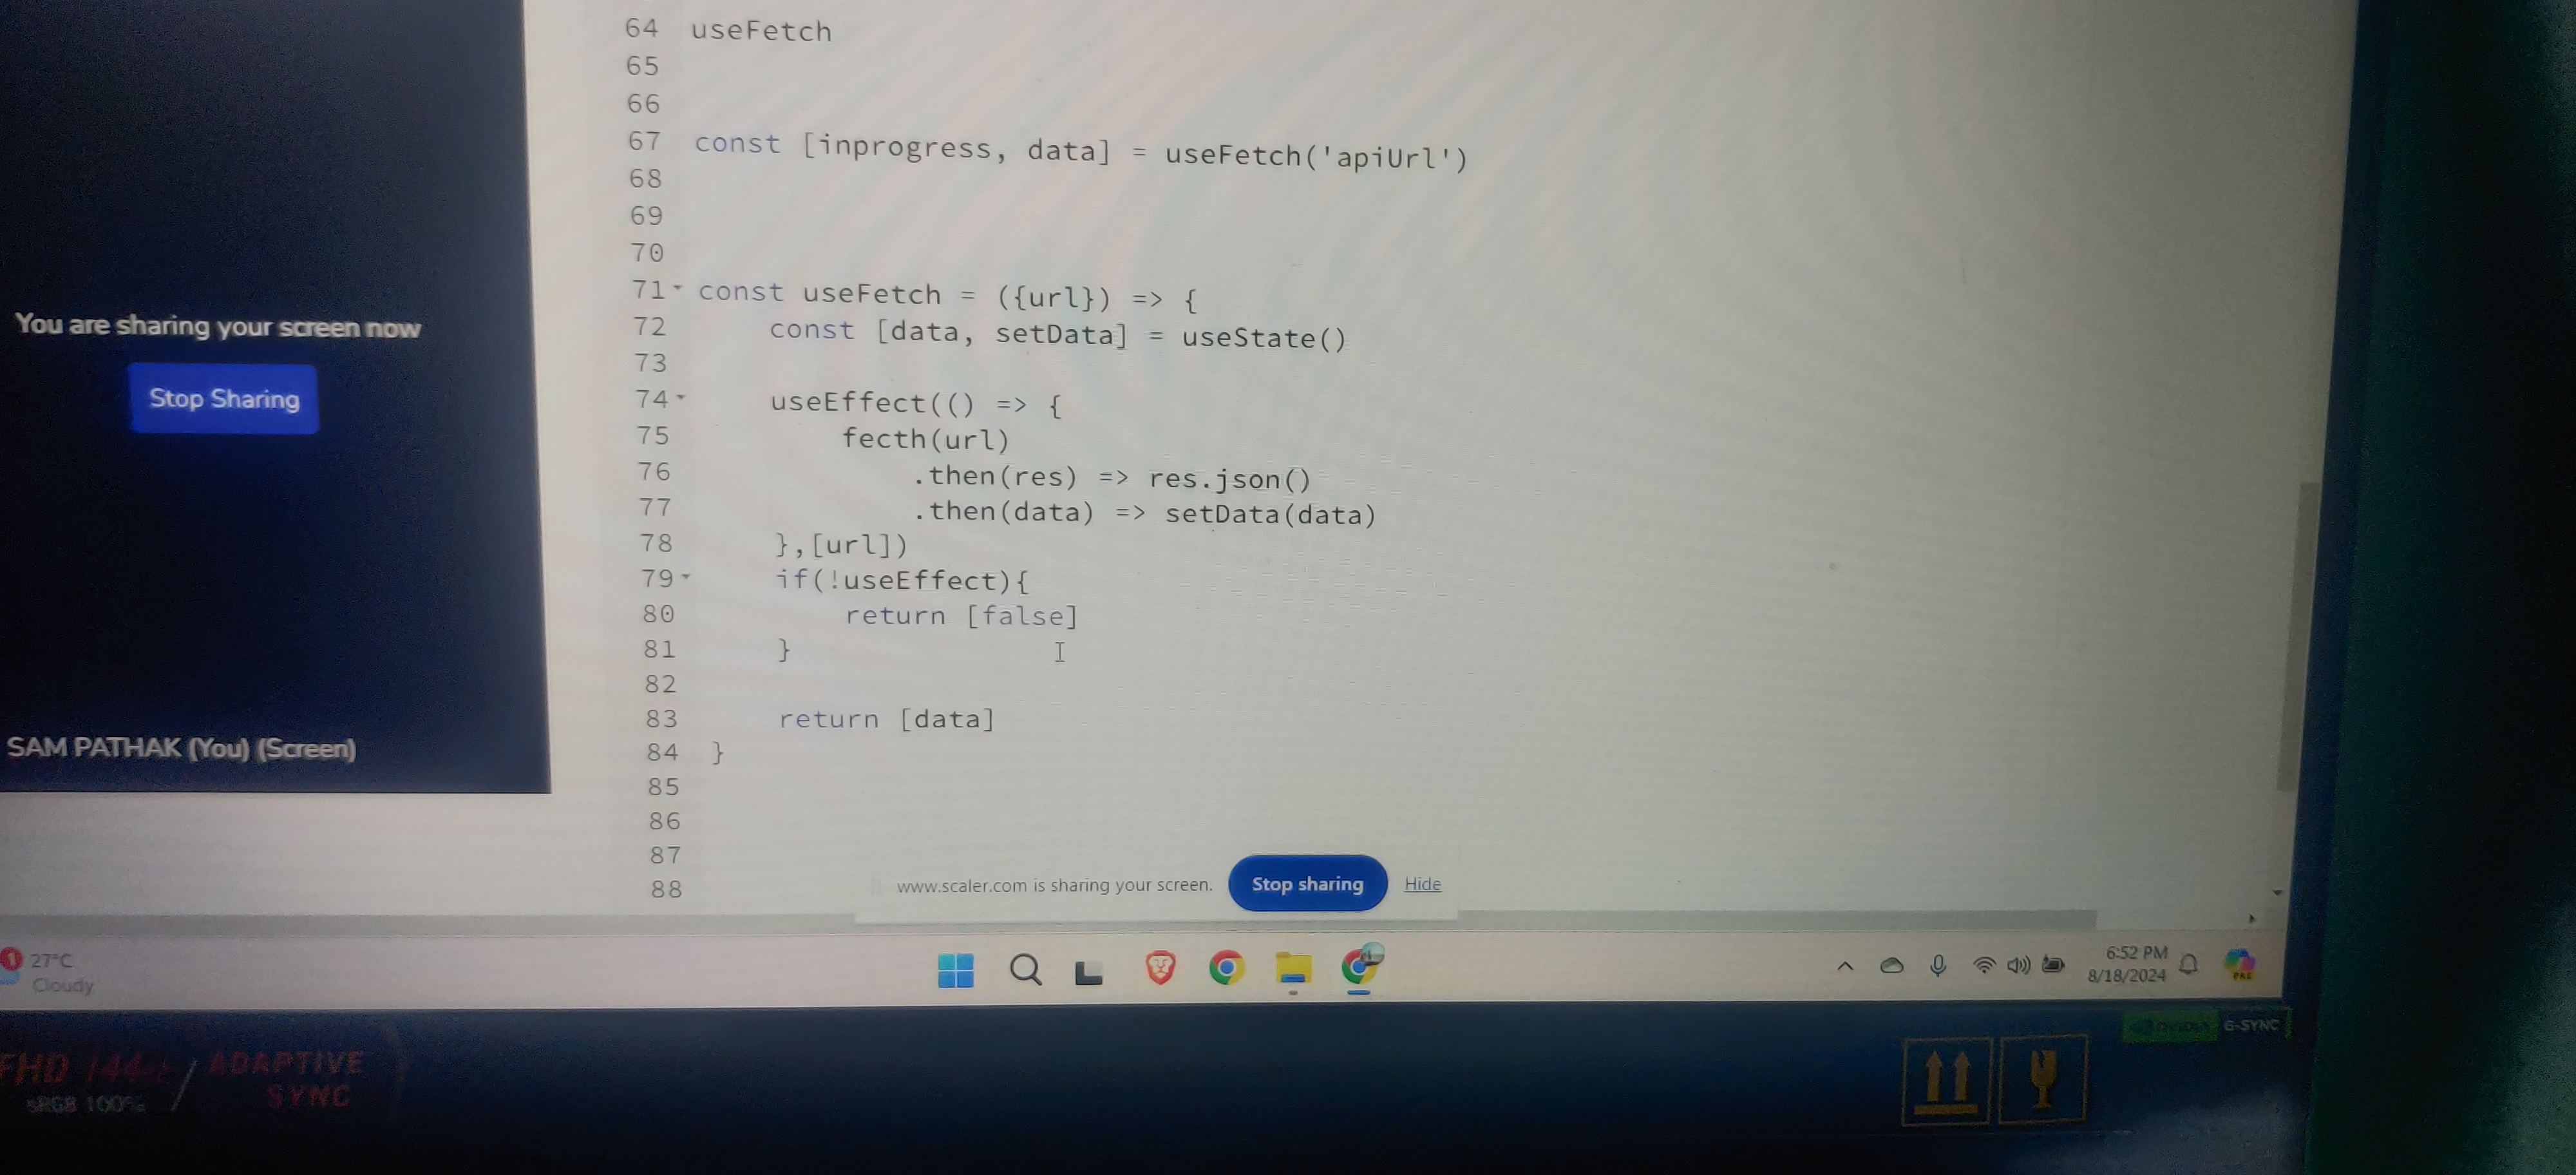 64 useFetch
65
66
67 const [inprogress, data] = useFetch('apiUrl')
68
69
70
71 const useFetch = ({url}) => {
72 const [data, setData] = useState()
73
74 useEffect(() => {
75 fecth(url)
76 .then(res) => res.json()
77 .then(data) => setData(data)
78 },[url])
79 if(!useEffect){
80 return [false]
81 }
82
83 return [data]
84 }
85
86
87
88
You are sharing your screen now
Stop Sharing
SAM PATHAK (You) (Screen)
www.scaler.com is sharing your screen. Stop sharing Hide
1 27°C
Cloudy
6:52 PM
8/18/2024
PRE
FHD 144 / ADAPTIVE
SYNC
sRGB 100%
NVIDIA G-SYNC